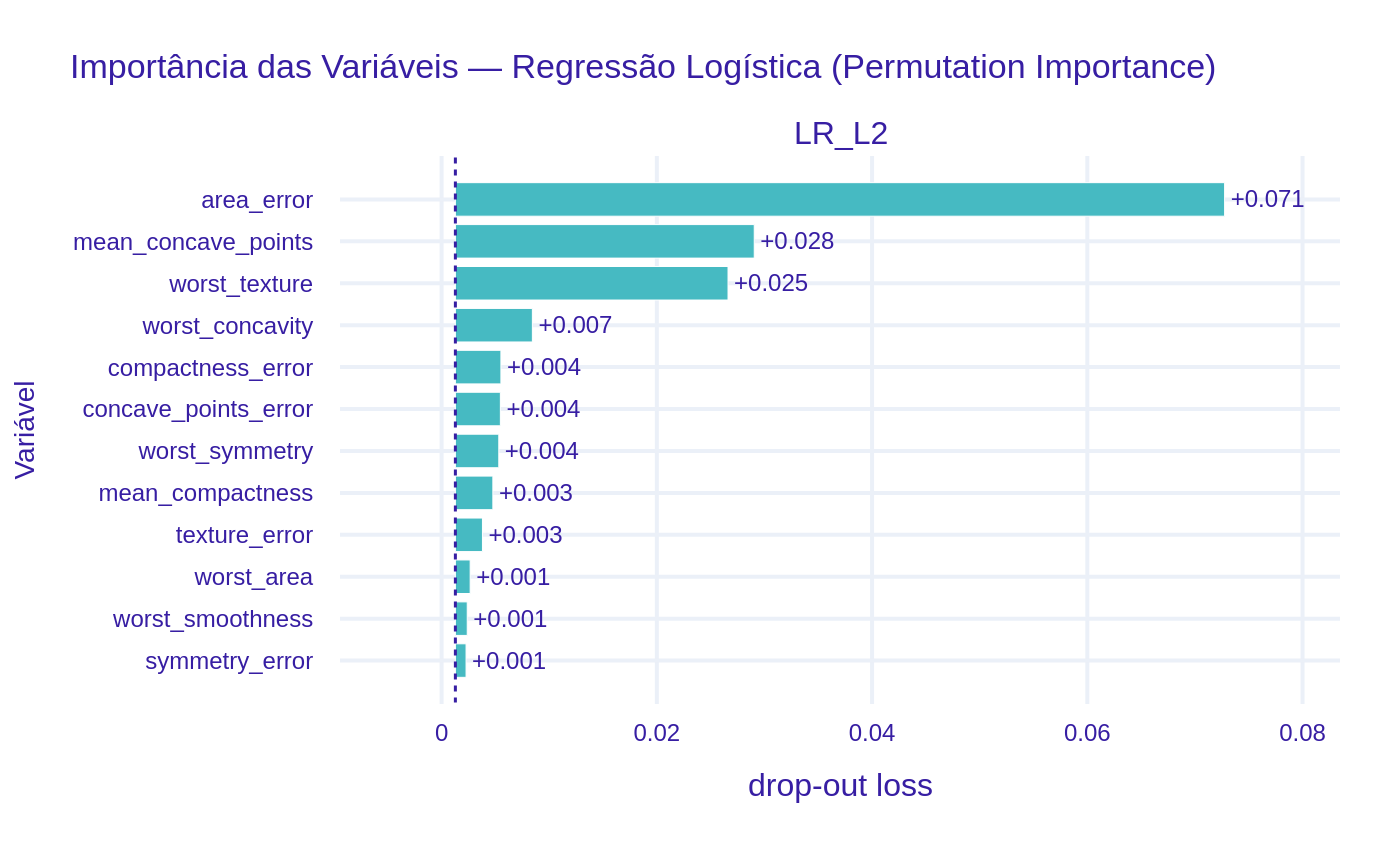 Importância das Variáveis — Regressão Logística (Permutation Importance)
LR_L2
area_error +0.071
mean_concave_points +0.028
worst_texture +0.025
worst_concavity +0.007
compactness_error +0.004
concave_points_error +0.004
worst_symmetry +0.004
mean_compactness +0.003
texture_error +0.003
worst_area +0.001
worst_smoothness +0.001
symmetry_error +0.001
Variável
0 0.02 0.04 0.06 0.08
drop-out loss